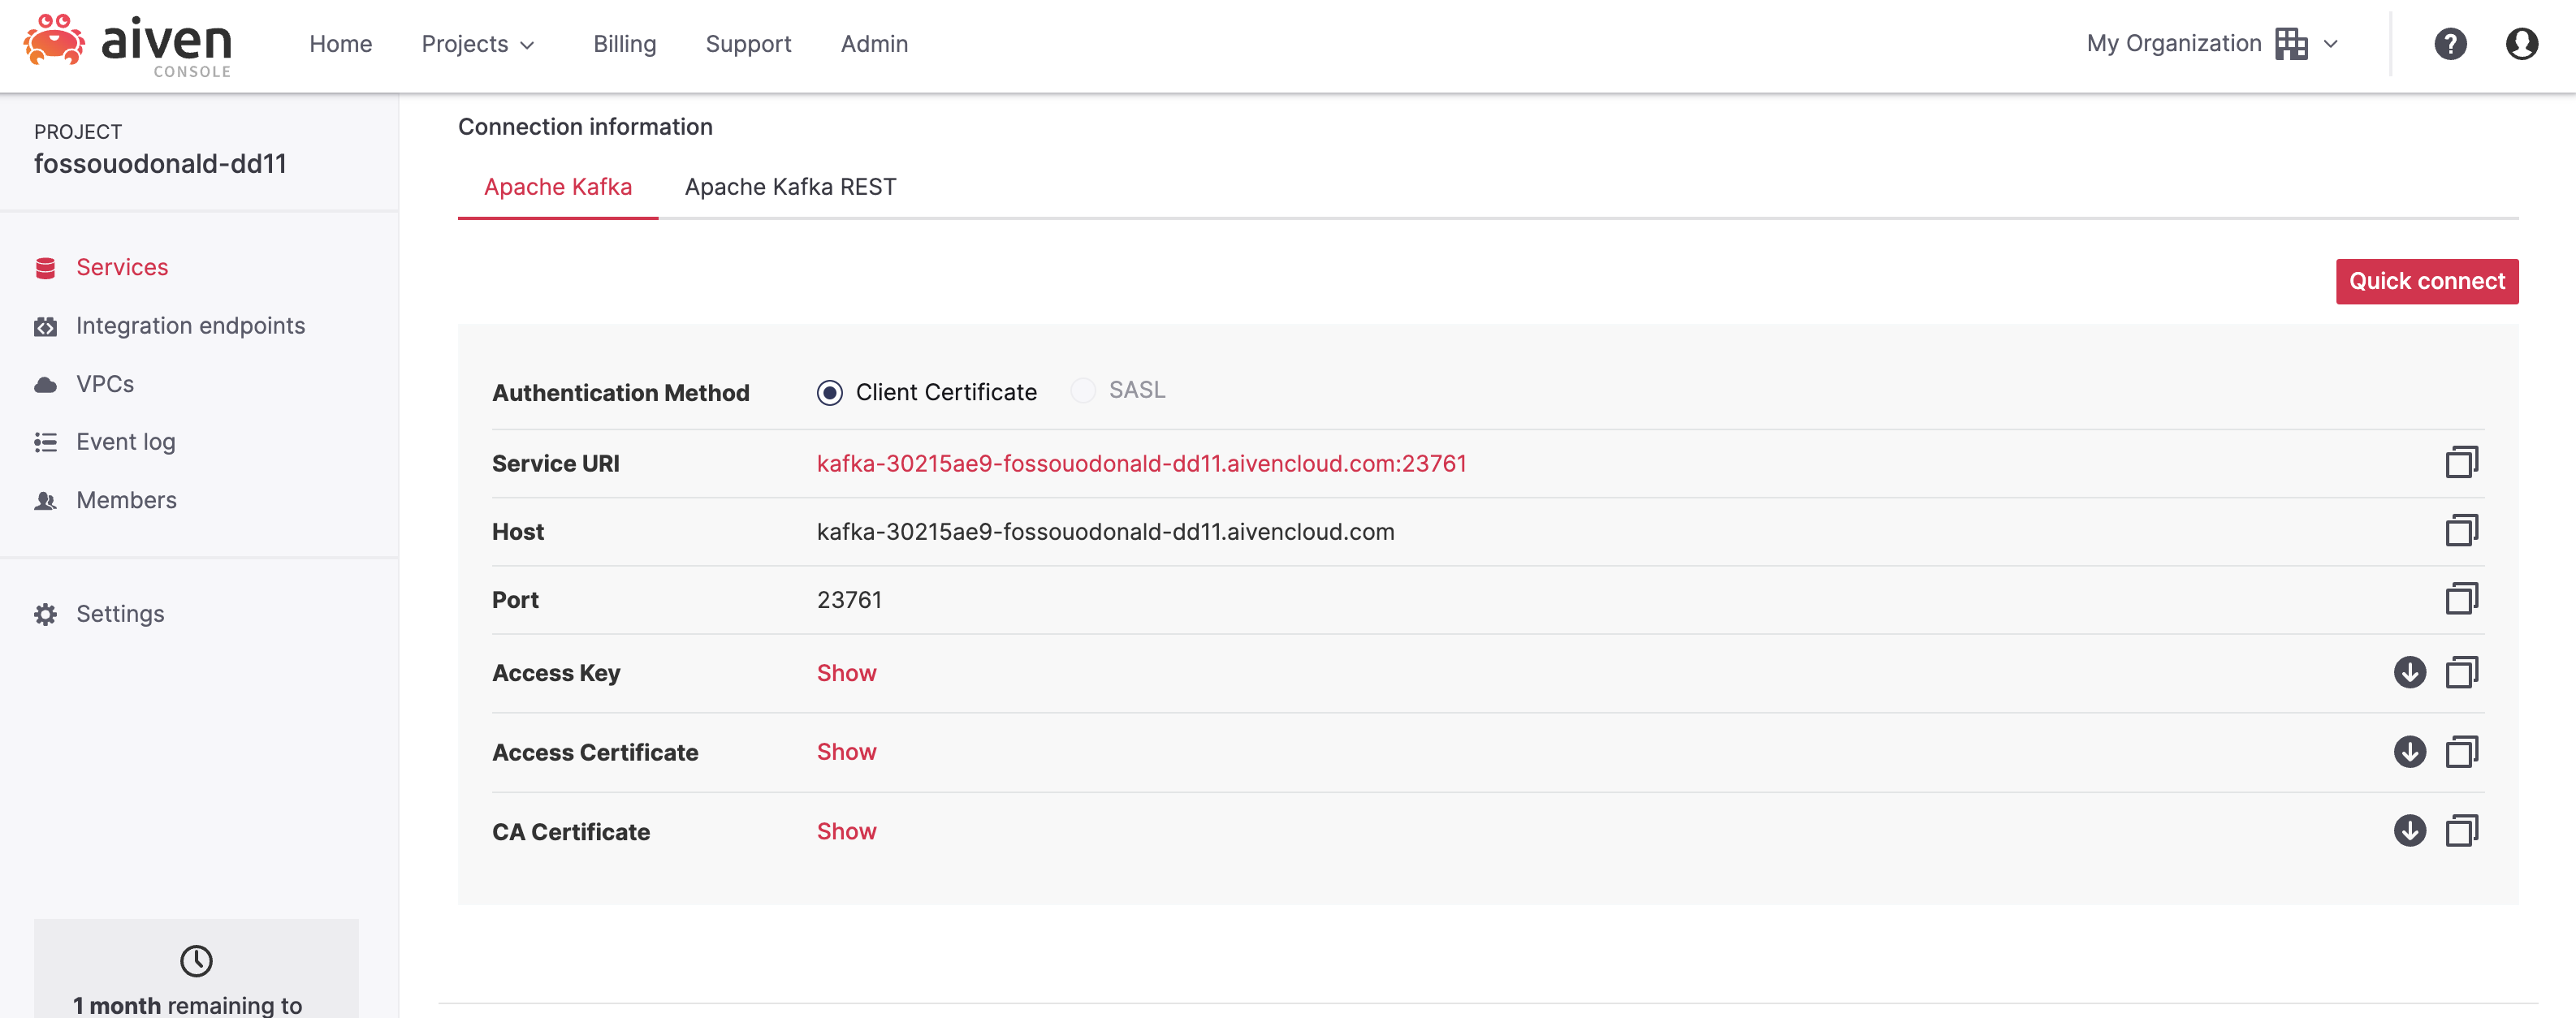 aiven
CONSOLE
Home
Projects
Billing
Support
Admin
My Organization
?
PROJECT
fossouodonald-dd11
Services
Integration endpoints
VPCs
Event log
Members
Settings
1 month remaining to
Connection information
Apache Kafka
Apache Kafka REST
Quick connect
Authentication Method Client Certificate SASL
Service URI kafka-30215ae9-fossouodonald-dd11.aivencloud.com:23761
Host kafka-30215ae9-fossouodonald-dd11.aivencloud.com
Port 23761
Access Key Show
Access Certificate Show
CA Certificate Show